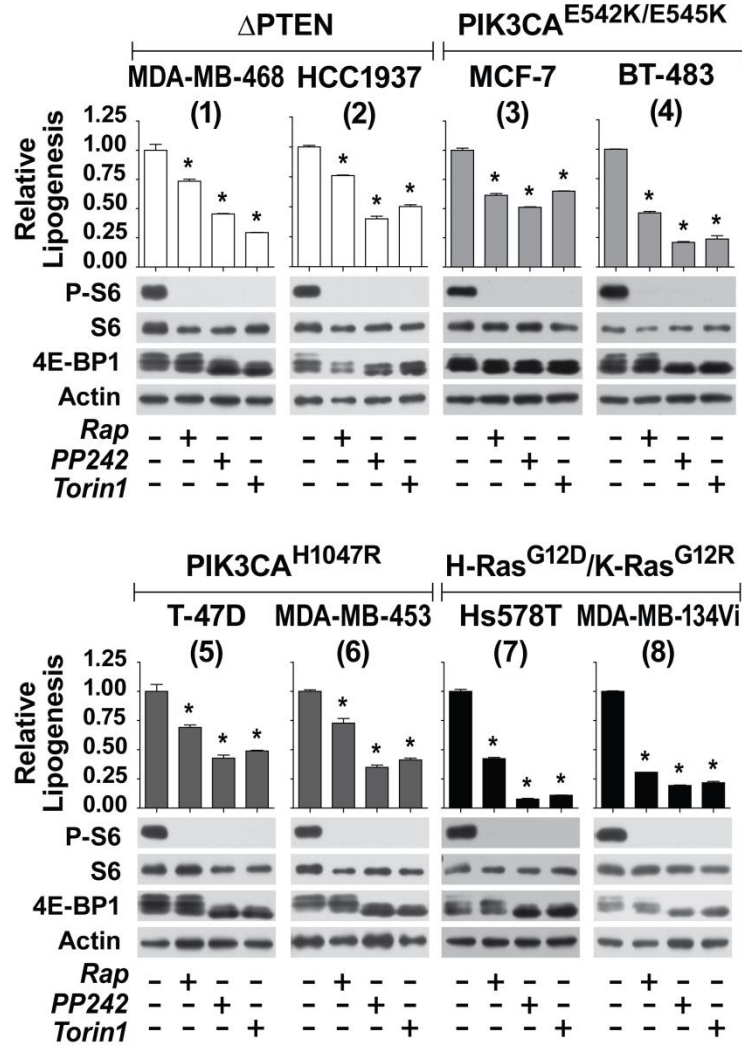 ΔPTEN PIK3CA^E542K/E545K
MDA-MB-468 HCC1937 MCF-7 BT-483
(1) (2) (3) (4)
Relative Lipogenesis
1.25
1.00
0.75
0.50
0.25
0.00
* * * * * * * * * * * *
P-S6
S6
4E-BP1
Actin
Rap – + – – – + – – – + – – – + – –
PP242 – – + – – – + – – – + – – – + –
Torin1 – – – + – – – + – – – + – – – +
PIK3CA^H1047R H-Ras^G12D/K-Ras^G12R
T-47D MDA-MB-453 Hs578T MDA-MB-134Vi
(5) (6) (7) (8)
Relative Lipogenesis
1.25
1.00
0.75
0.50
0.25
0.00
* * * * * * * * * * * *
P-S6
S6
4E-BP1
Actin
Rap – + – – – + – – – + – – – + – –
PP242 – – + – – – + – – – + – – – + –
Torin1 – – – + – – – + – – – + – – – +